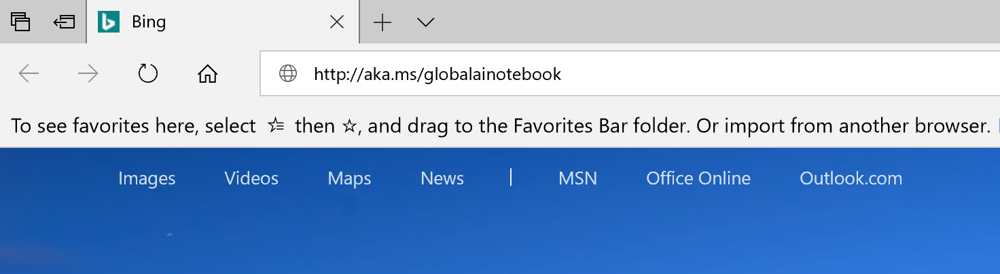 Bing
http://aka.ms/globalainotebook
To see favorites here, select then , and drag to the Favorites Bar folder. Or import from another browser.
Images Videos Maps News | MSN Office Online Outlook.com